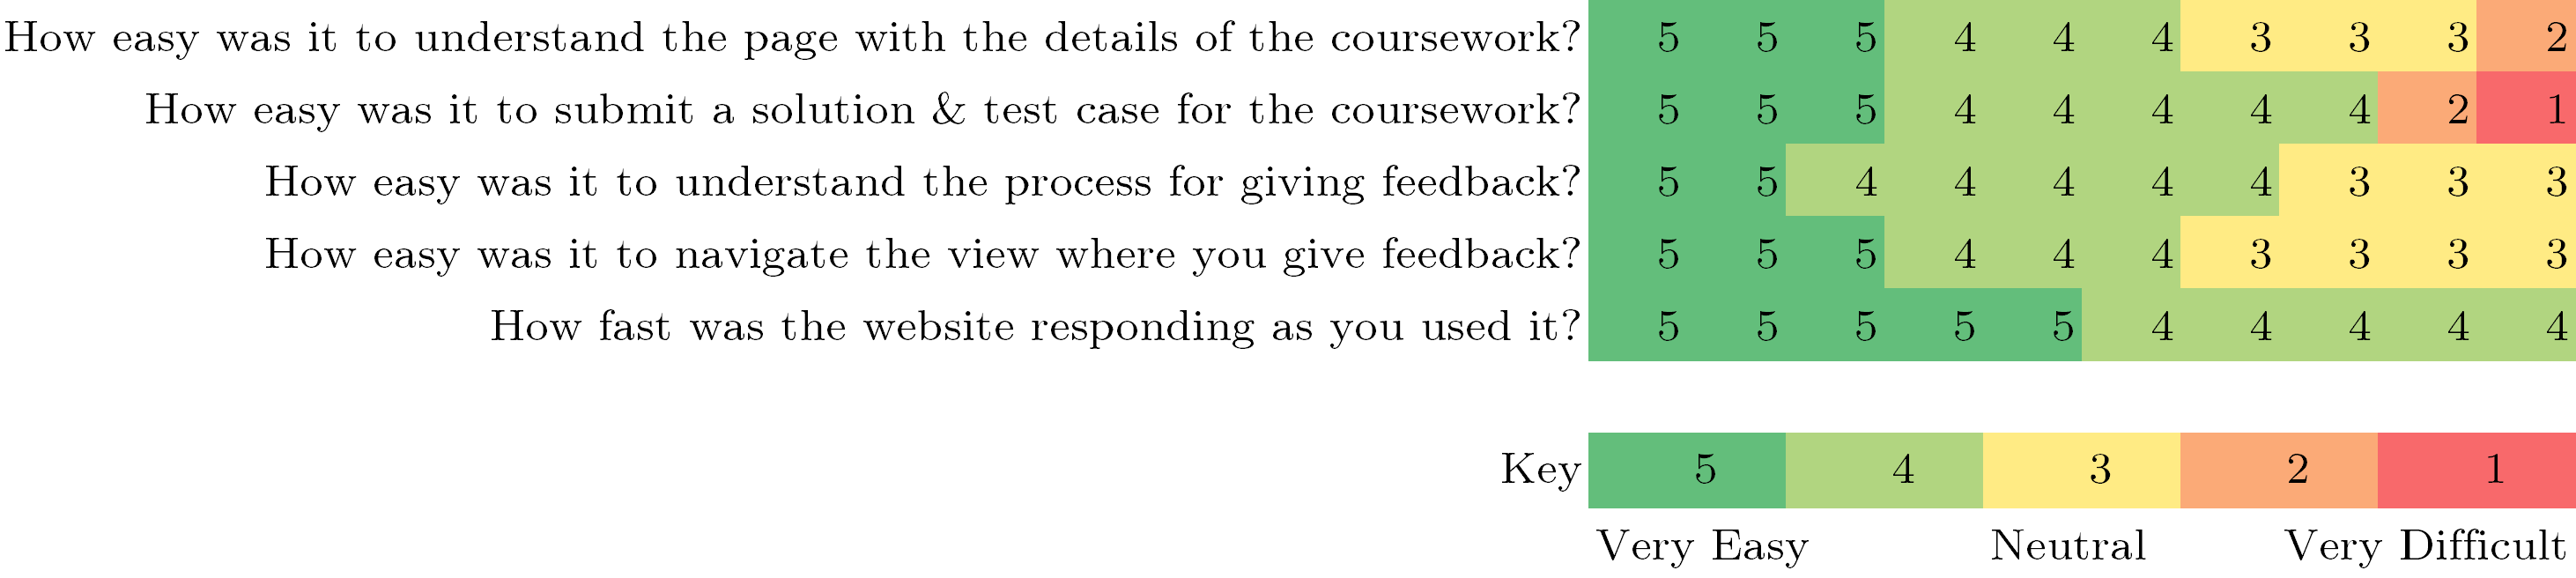 How easy was it to understand the page with the details of the coursework? 5 5 5 4 4 4 3 3 3 2
How easy was it to submit a solution & test case for the coursework? 5 5 5 4 4 4 4 4 2 1
How easy was it to understand the process for giving feedback? 5 5 4 4 4 4 4 3 3 3
How easy was it to navigate the view where you give feedback? 5 5 5 4 4 4 3 3 3 3
How fast was the website responding as you used it? 5 5 5 5 5 4 4 4 4 4
Key 5 4 3 2 1
Very Easy Neutral Very Difficult